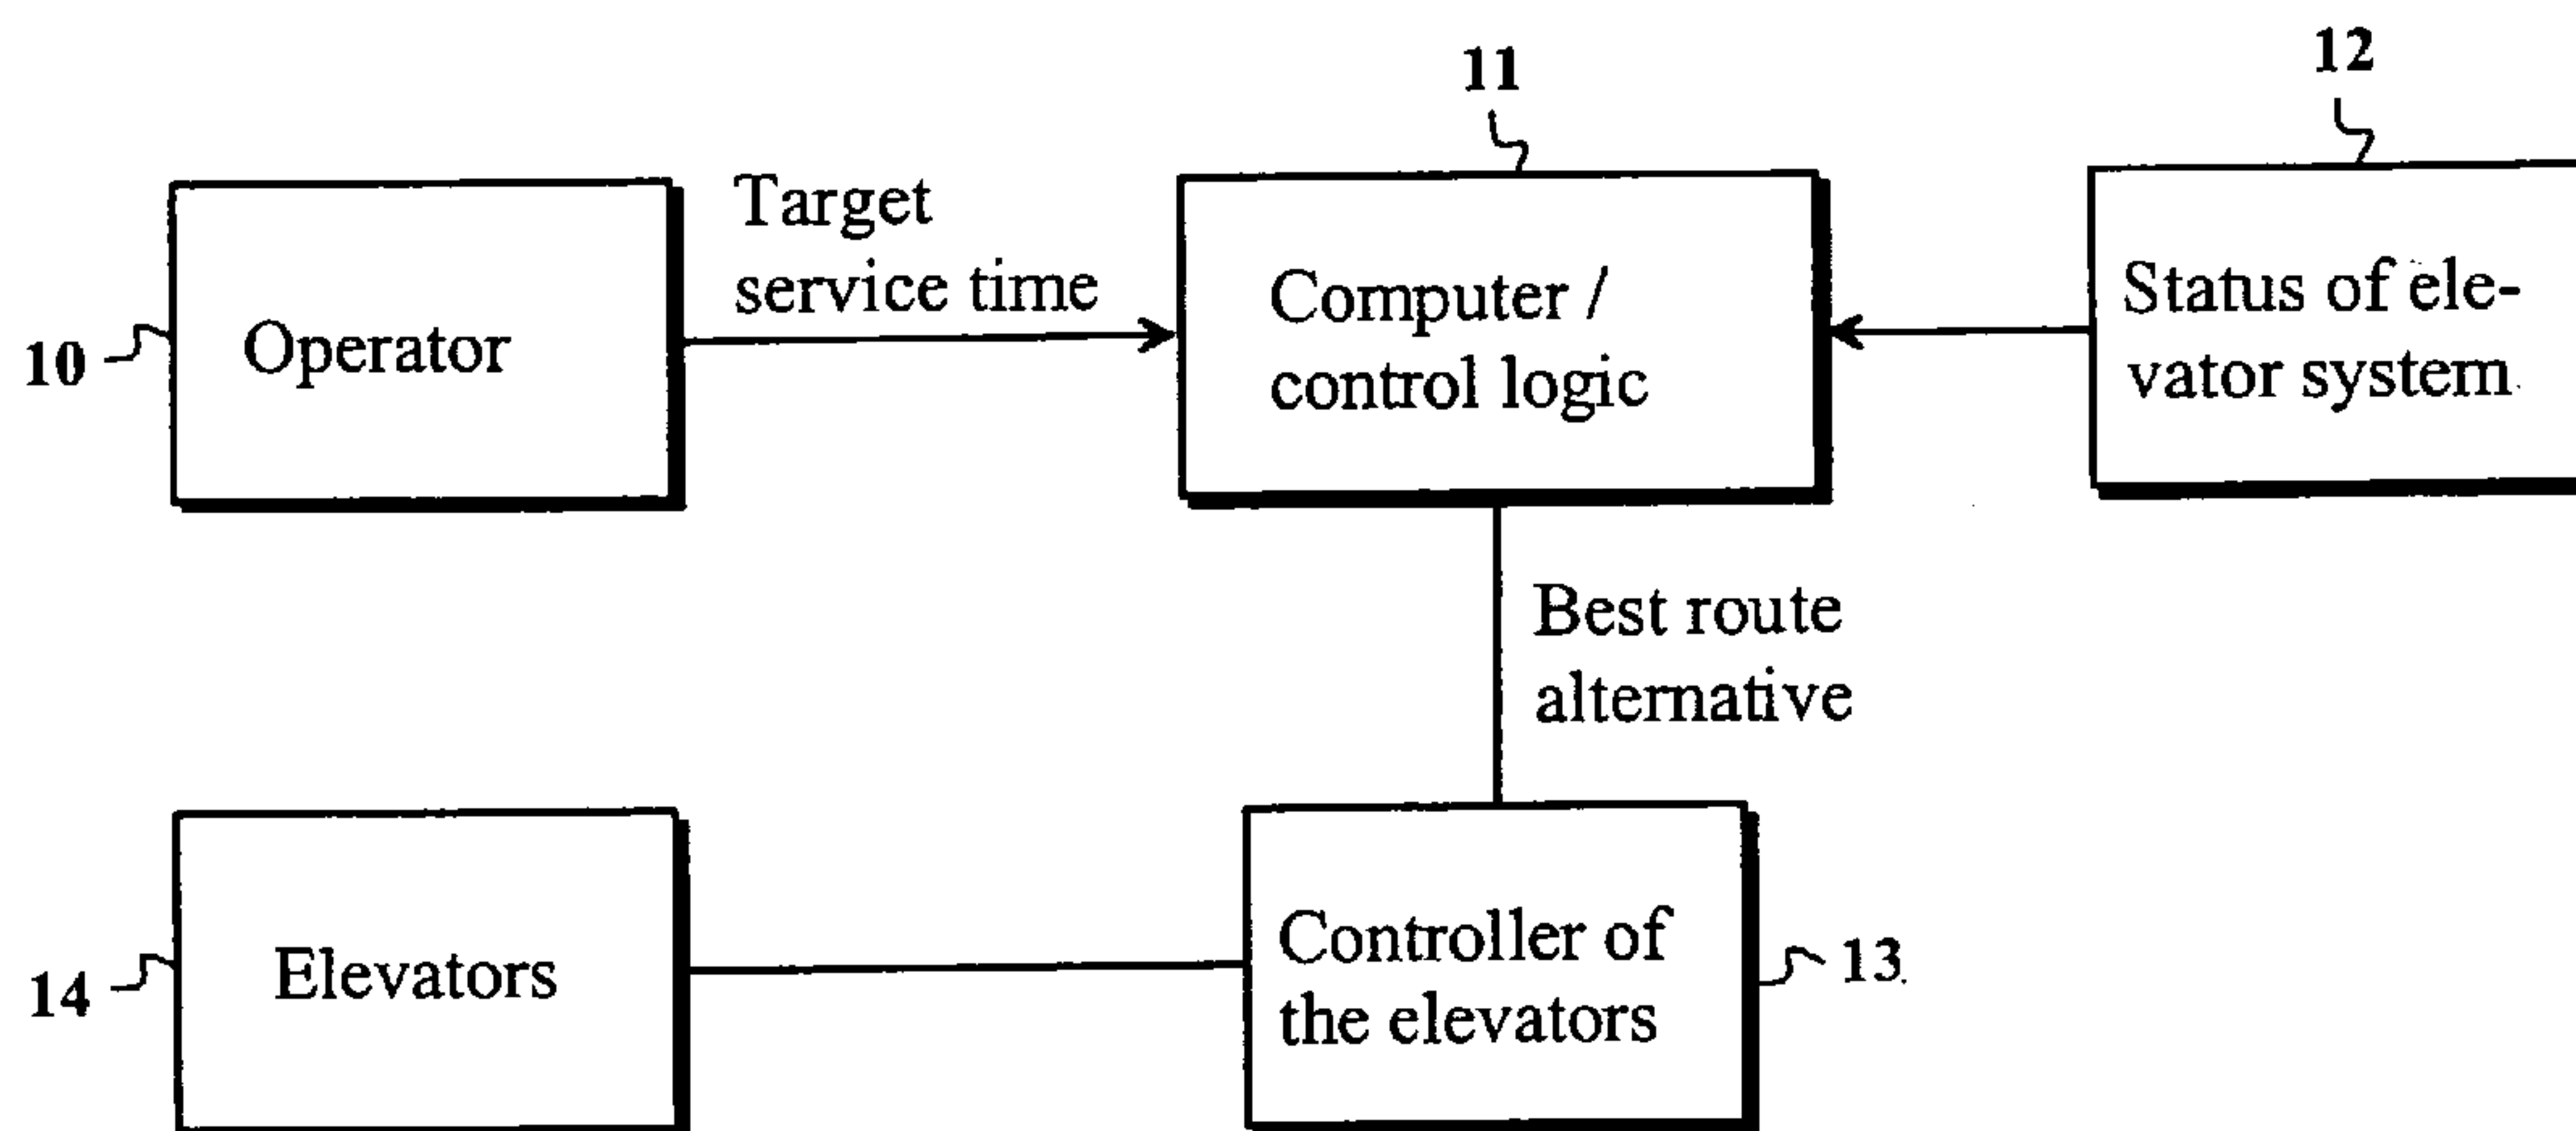 11
12
Target
service time
10
Operator
Computer /
control logic
Status of ele-
vator system
Best route
alternative
14
Elevators
Controller of
the elevators
13